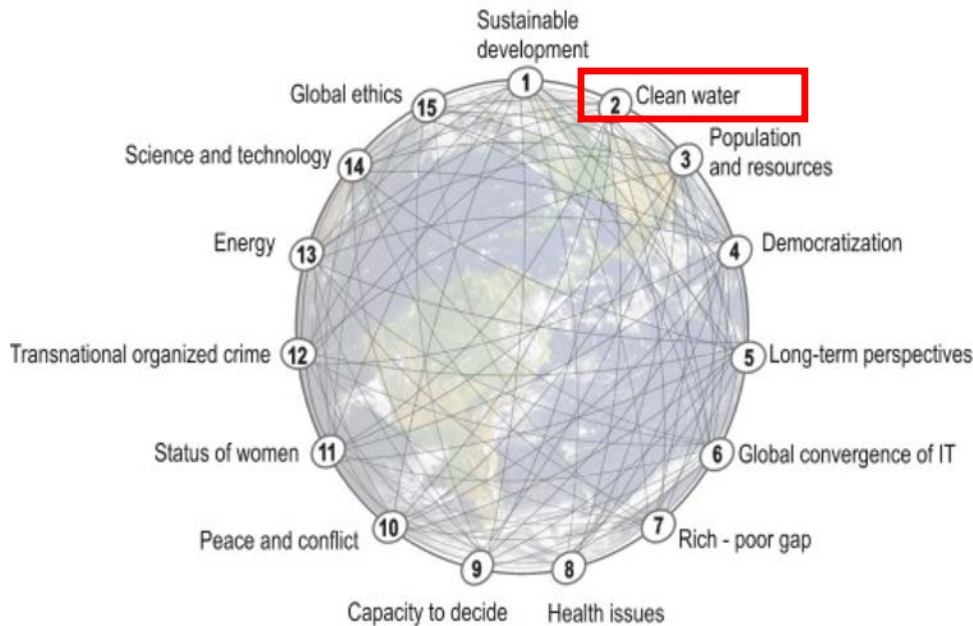 Sustainable
development
1
2 Clean water
3 Population
and resources
4 Democratization
5 Long-term perspectives
6 Global convergence of IT
7 Rich - poor gap
8
Health issues
9
Capacity to decide
10 Peace and conflict
11 Status of women
12 Transnational organized crime
13 Energy
14 Science and technology
15 Global ethics